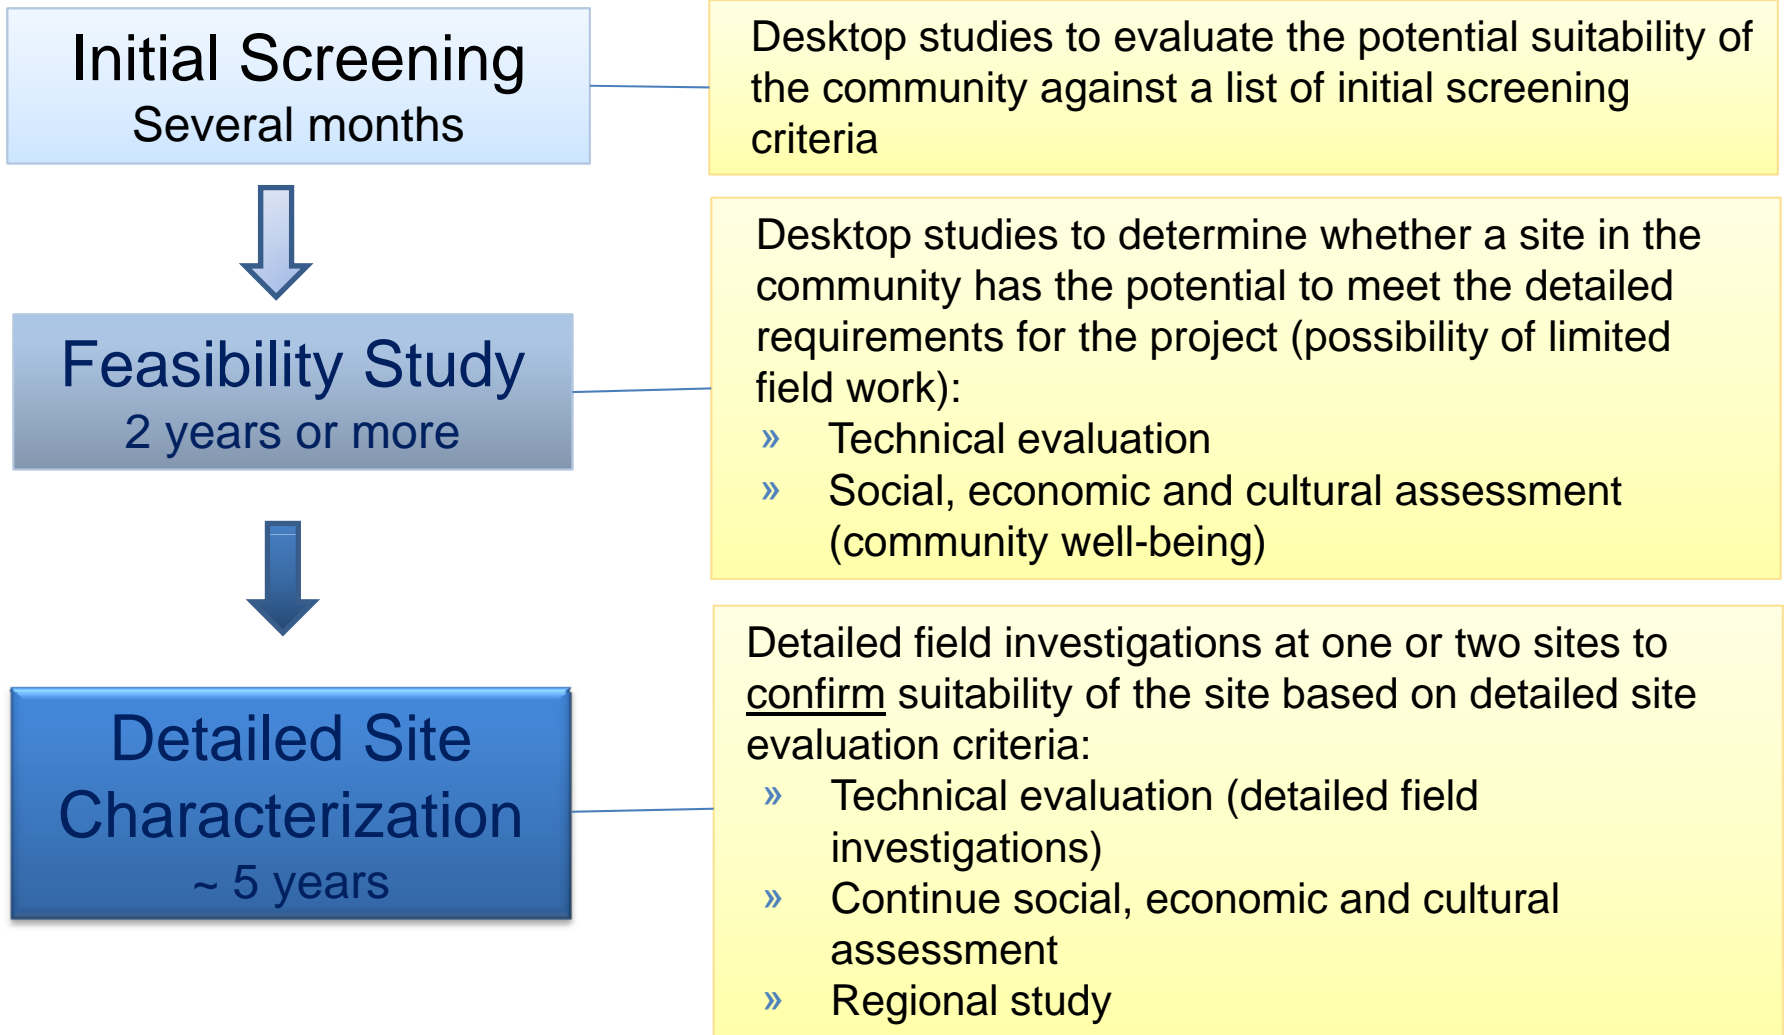 Initial Screening
Several months
Desktop studies to evaluate the potential suitability of
the community against a list of initial screening
criteria
Feasibility Study
2 years or more
Desktop studies to determine whether a site in the
community has the potential to meet the detailed
requirements for the project (possibility of limited
field work):
» Technical evaluation
» Social, economic and cultural assessment
(community well-being)
Detailed Site
Characterization
~ 5 years
Detailed field investigations at one or two sites to
confirm suitability of the site based on detailed site
evaluation criteria:
» Technical evaluation (detailed field
investigations)
» Continue social, economic and cultural
assessment
» Regional study